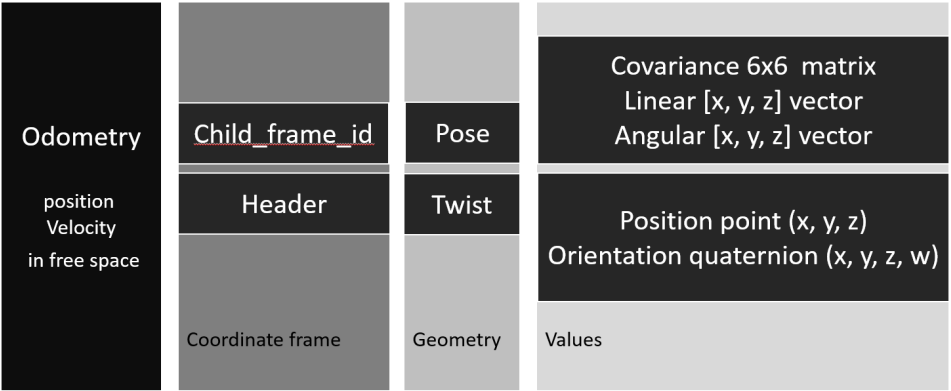 Odometry
position
Velocity
in free space
Child_frame_id
Header
Coordinate frame
Pose
Twist
Geometry
Covariance 6x6 matrix
Linear [x, y, z] vector
Angular [x, y, z] vector
Position point (x, y, z)
Orientation quaternion (x, y, z, w)
Values